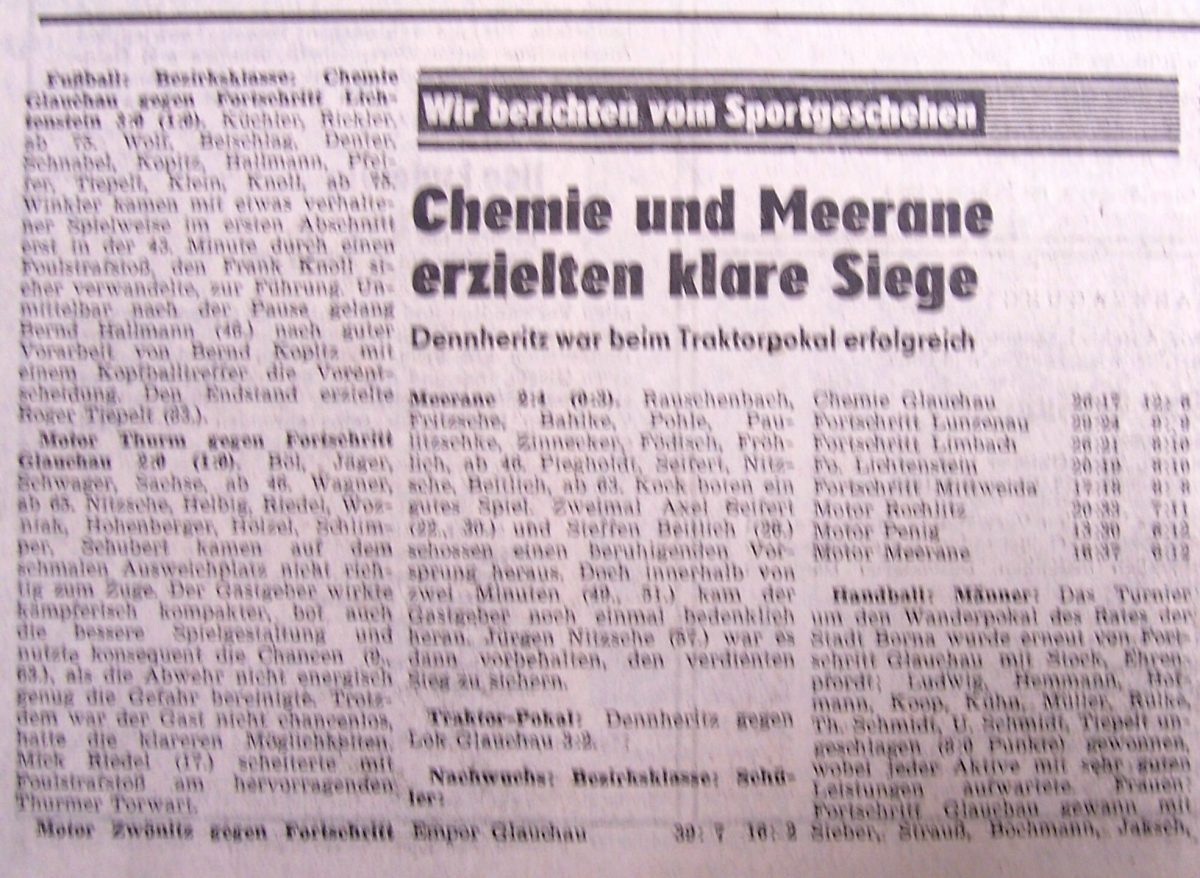 Wir berichten vom Sportgeschehen
Chemie und Meerane
erzielten klare Siege
Dennheritz war beim Traktorpokal erfolgreich
Fußball: Bezirksklasse: Chemie
Glauchau gegen Fortschritt Lich-
tenstein 3:0 (1:0). Küchler, Rickler,
ab 75. Wolf, Beischlag, Denter,
Schnabel, Kopitz, Hallmann, Pfei-
fer, Tiepelt, Klein, Knoll, ab 75.
Winkler kamen mit etwas verhalte-
ner Spielweise im ersten Abschnitt
erst in der 43. Minute durch einen
Foulstrafstoß, den Frank Knoll si-
cher verwandelte, zur Führung. Un-
mittelbar nach der Pause gelang
Bernd Hallmann (46.) nach guter
Vorarbeit von Bernd Kopitz mit
einem Kopfballtreffer die Vorent-
scheidung. Den Endstand erzielte
Roger Tiepelt
Motor Thurm gegen Fortschritt
Glauchau 2:0 (1:0). Böl, Jäger,
Schwager, Sachse, ab 46. Wagner,
ab 65. Nitzsche, Helbig, Riedel, Woz-
niak, Hohenberger, Hölzel, Schlim-
per, Schubert kamen auf dem
schmalen Ausweichplatz nicht rich-
tig zum Zuge. Der Gastgeber wirkte
kämpferisch kompakter, bot auch
die bessere Spielgestaltung und
nutzte konsequent die Chancen (9.,
63.), als die Abwehr nicht energisch
genug die Gefahr bereinigte. Trotz-
dem war der Gast nicht chancenlos,
hatte die klareren Möglichkeiten.
Mick Riedel (17.) scheiterte mit
Foulstrafstoß am hervorragenden
Thurmer Torwart.
Motor Zwönitz gegen Fortschritt
Meerane 2:4 (0:3). Rauschenbach,
Fritzsche, Bahlke, Pohle, Pau-
litzschke, Zinnecker, Födisch, Fröh-
lich, ab 46. Piegholdt, Seifert, Nitz-
sche, Beitlich, ab 63. Kock boten ein
gutes Spiel. Zweimal Axel Seifert
(22., 30.) und Steffen Beitlich (26.)
schossen einen beruhigenden Vor-
sprung heraus. Doch innerhalb von
zwei Minuten (49., 51.) kam der
Gastgeber noch einmal bedenklich
heran. Jürgen Nitzsche (57.) war es
dann vorbehalten, den verdienten
Sieg zu sichern.
Traktor-Pokal: Dennheritz gegen
Lok Glauchau 3:2.
Nachwuchs: Bezirksklasse: Schü-
ler:
Empor Glauchau 39: 7 16: 2
Chemie Glauchau 26:17 12: 6
Fortschritt Lunzenau
Fortschritt Limbach 26:21 8:10
Fo. Lichtenstein 20:19 8:10
Fortschritt Mittweida
Motor Rochlitz 20:33 7:11
Motor Penig 13:30 6:12
Motor Meerane 16:37 6:12
Handball: Männer: Das Turnier
um den Wanderpokal des Rates der
Stadt Borna wurde erneut von Fort-
schritt Glauchau mit Stock, Ehren-
pfordt; Ludwig, Hemmann, Hof-
mann, Koop, Kühn, Müller, Rülke,
Th. Schmidt, U. Schmidt, Tiepelt un-
geschlagen (8:0 Punkte) gewonnen,
wobei jeder Aktive mit sehr guten
Leistungen aufwartete. Frauen:
Fortschritt Glauchau gewann mit
Sieber, Strauß, Bochmann, Jaksch,